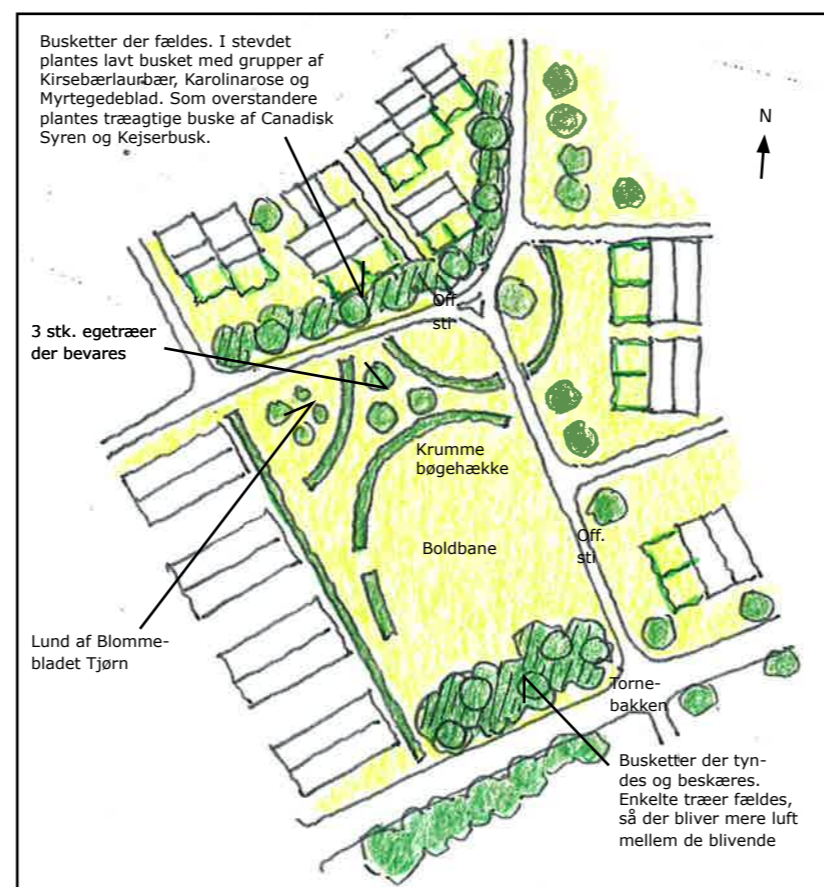 Busketter der fældes. I stevdet
plantes lavt busket med grupper af
Kirsebærlaurbær, Karolinarose og
Myrtegedeblad. Som overstandere
plantes træagtige buske af Canadisk
Syren og Kejserbusk.
N
Off.
sti
3 stk. egetræer
der bevares
Krumme
bøgehække
Boldbane
Off.
sti
Lund af Blomme-
bladet Tjørn
Torne-
bakken
Busketter der tyn-
des og beskæres.
Enkelte træer fældes,
så der bliver mere luft
mellem de blivende